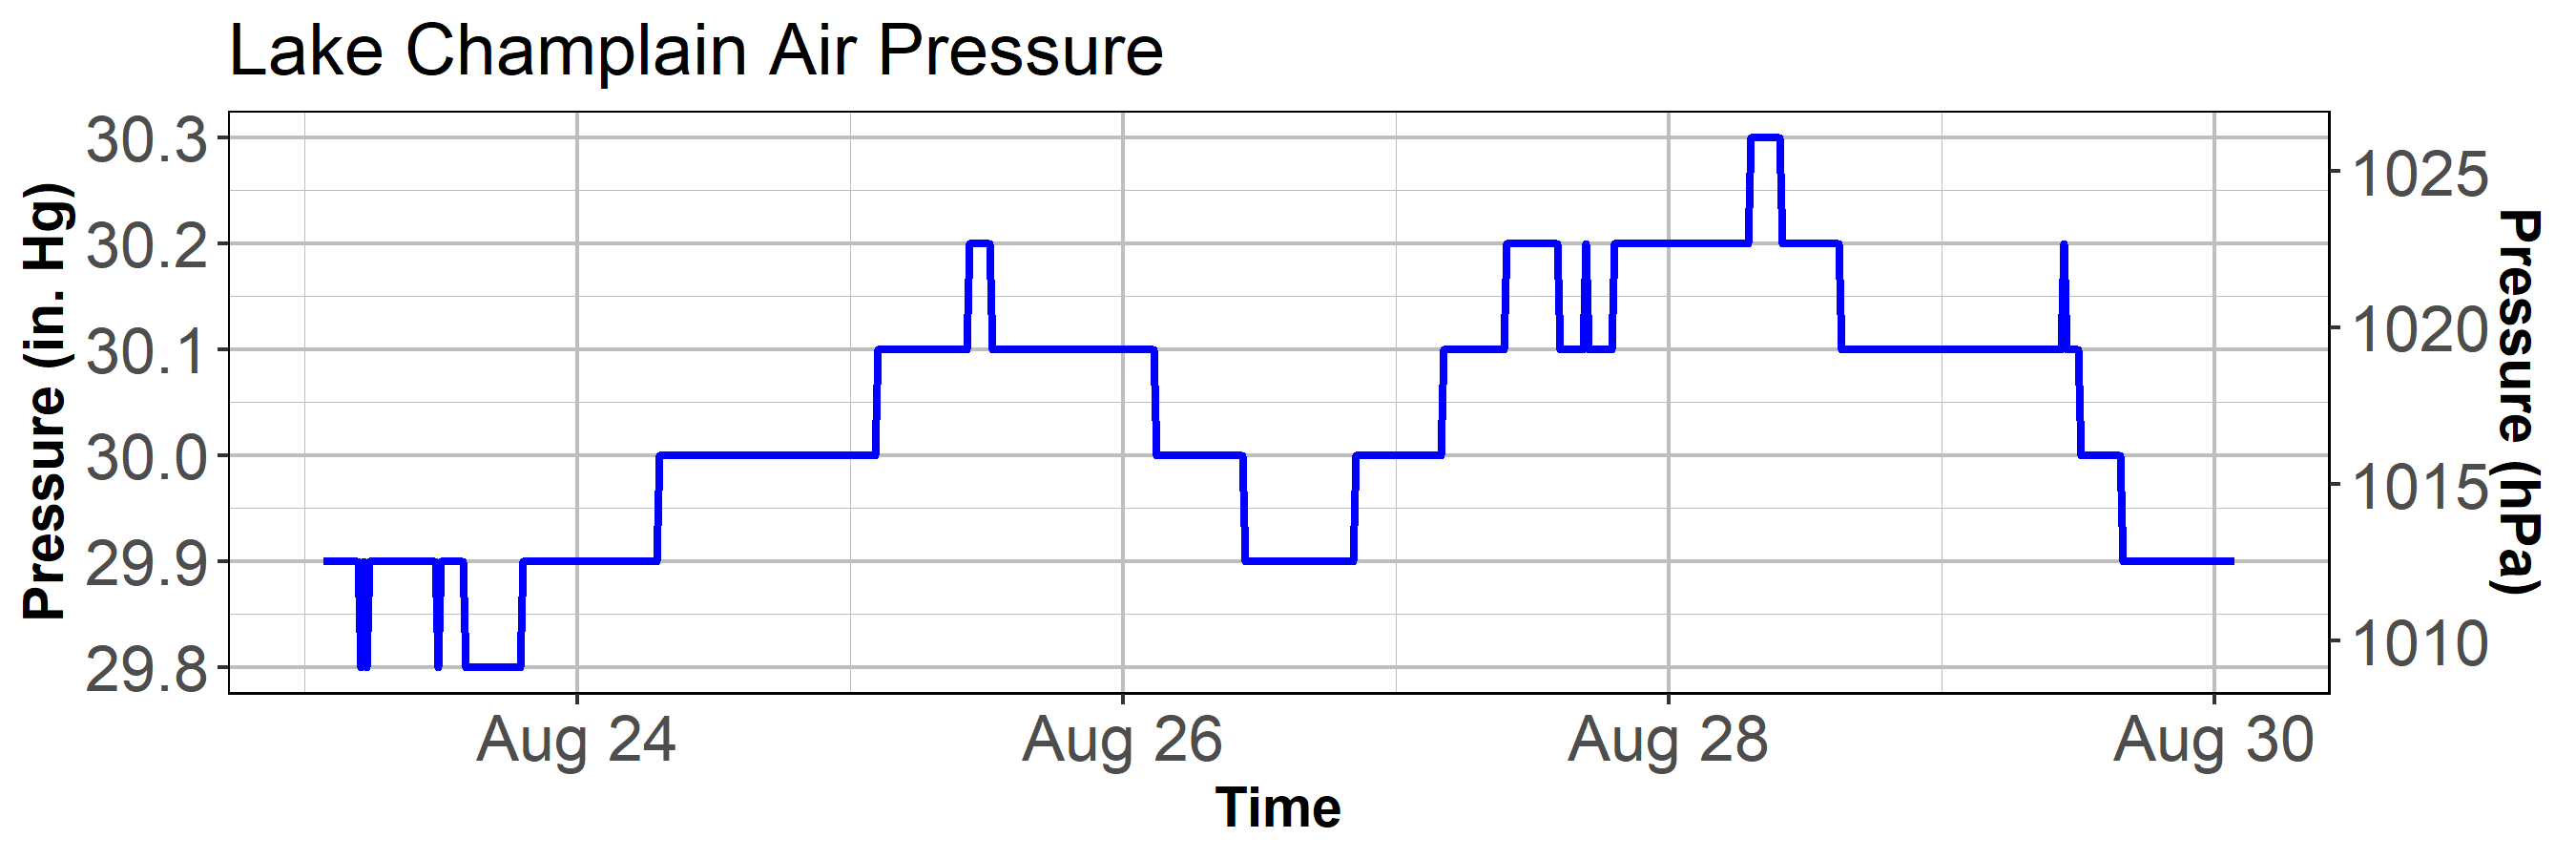 Lake Champlain Air Pressure
30.3
30.2
30.1
30.0
29.9
29.8
Pressure (in. Hg)
1025
1020
1015
1010
Pressure (hPa)
Aug 24 Aug 26 Aug 28 Aug 30
Time